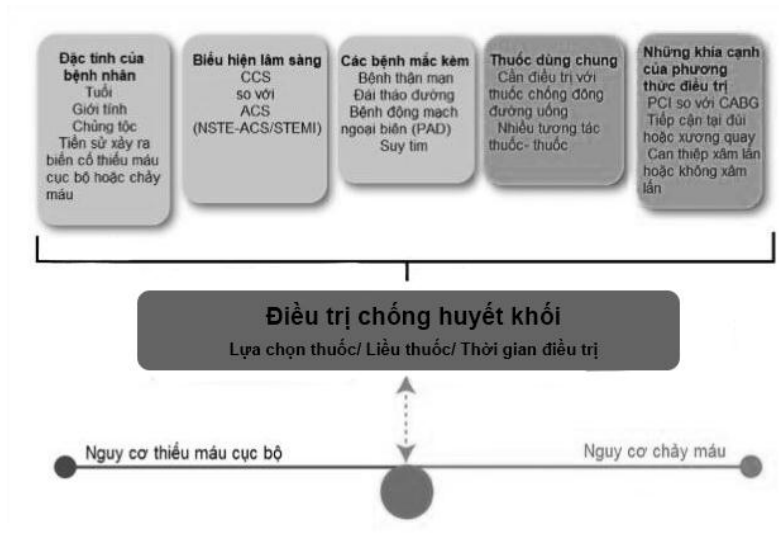 Đặc tính của
bệnh nhân
Tuổi
Giới tính
Chủng tộc
Tiền sử xảy ra
biến cố thiếu máu
cục bộ hoặc chảy
máu
Biểu hiện lâm sàng
CCS
so với
ACS
(NSTE-ACS/STEMI)
Các bệnh mắc kèm
Bệnh thận mạn
Đái tháo đường
Bệnh động mạch
ngoại biên (PAD)
Suy tim
Thuốc dùng chung
Cần điều trị với
thuốc chống đông
đường uống
Nhiều tương tác
thuốc- thuốc
Những khía cạnh
của phương
thức điều trị
PCI so với CABG
Tiếp cận tại đùi
hoặc xương quay
Can thiệp xâm lấn
hoặc không xâm
lấn
Điều trị chống huyết khối
Lựa chọn thuốc/ Liều thuốc/ Thời gian điều trị
Nguy cơ thiếu máu cục bộ
Nguy cơ chảy máu